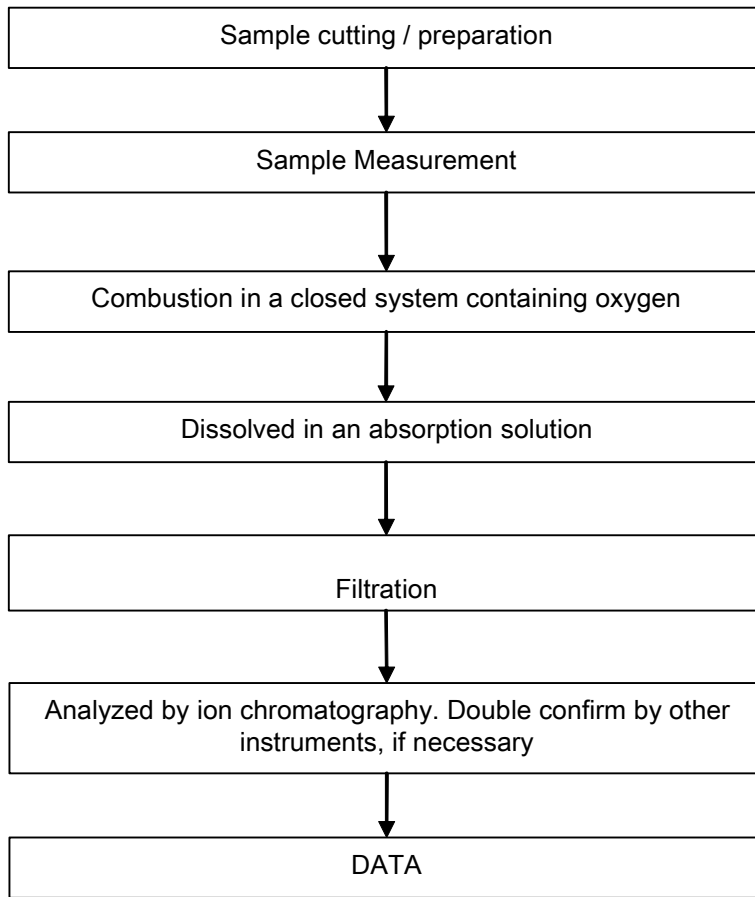 Sample cutting / preparation
Sample Measurement
Combustion in a closed system containing oxygen
Dissolved in an absorption solution
Filtration
Analyzed by ion chromatography. Double confirm by other
instruments, if necessary
DATA